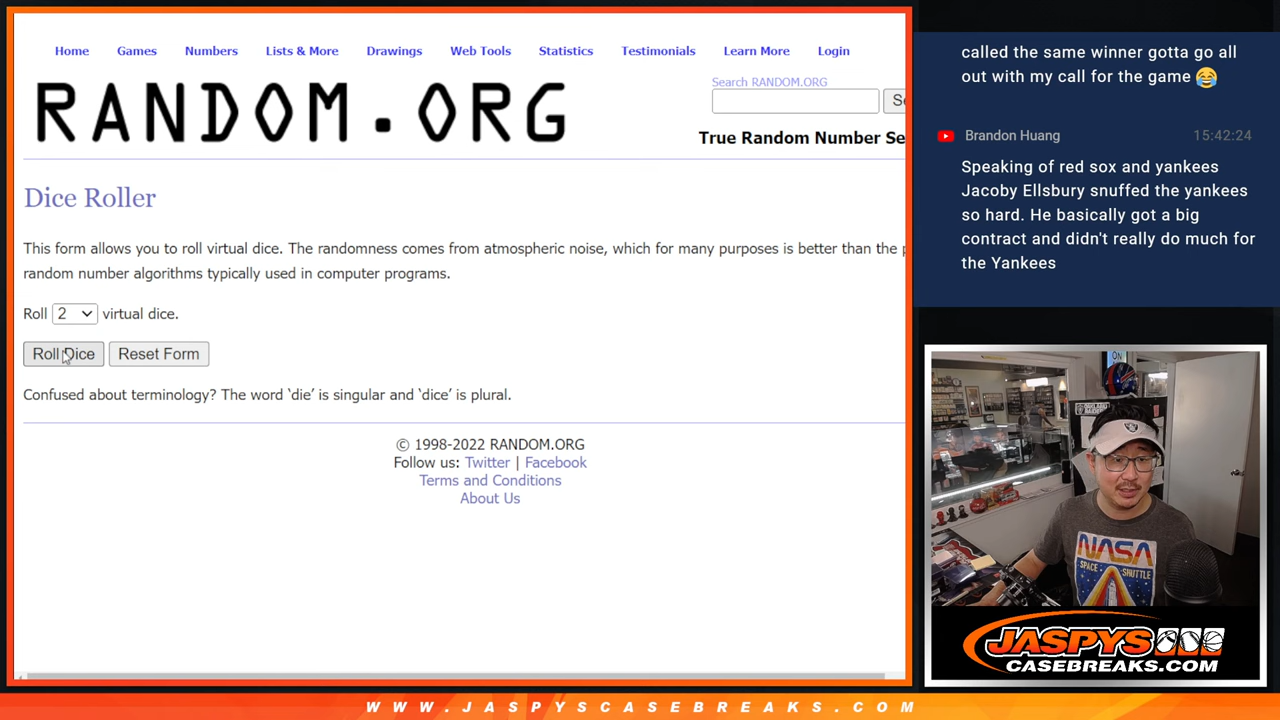 Home Games Numbers Lists & More Drawings Web Tools Statistics Testimonials Learn More Login
RANDOM.ORG
Search RANDOM.ORG
Se
True Random Number Se
Dice Roller
This form allows you to roll virtual dice. The randomness comes from atmospheric noise, which for many purposes is better than the p
random number algorithms typically used in computer programs.
Roll 2 virtual dice.
Roll Dice Reset Form
Confused about terminology? The word ‘die’ is singular and ‘dice’ is plural.
© 1998-2022 RANDOM.ORG
Follow us: Twitter | Facebook
Terms and Conditions
About Us
called the same winner gotta go all
out with my call for the game 😂
Brandon Huang 15:42:24
Speaking of red sox and yankees
Jacoby Ellsbury snuffed the yankees
so hard. He basically got a big
contract and didn't really do much for
the Yankees
ON
NASA
SPACE SHUTTLE
JASPYS
CASEBREAKS.COM
WWW.JASPYSCASEBREAKS.COM